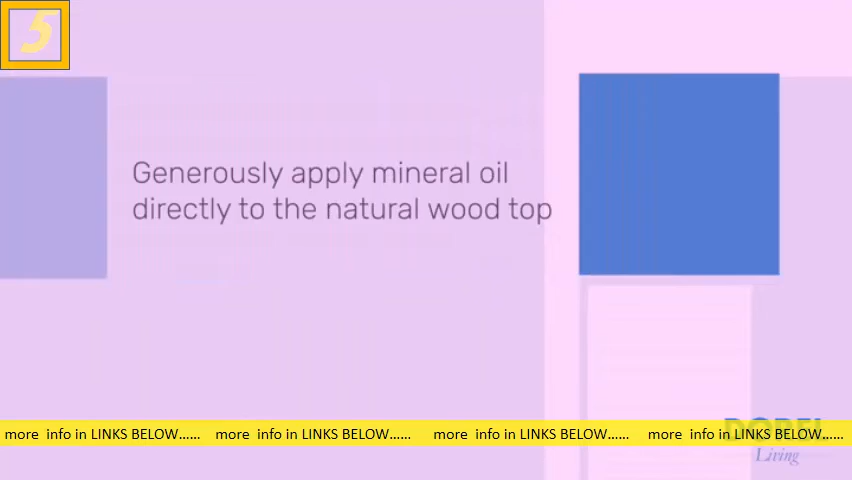 5
Generously apply mineral oil
directly to the natural wood top
more info in LINKS BELOW...... more info in LINKS BELOW...... more info in LINKS BELOW...... more info in LINKS BELOW......
DOREL
Living